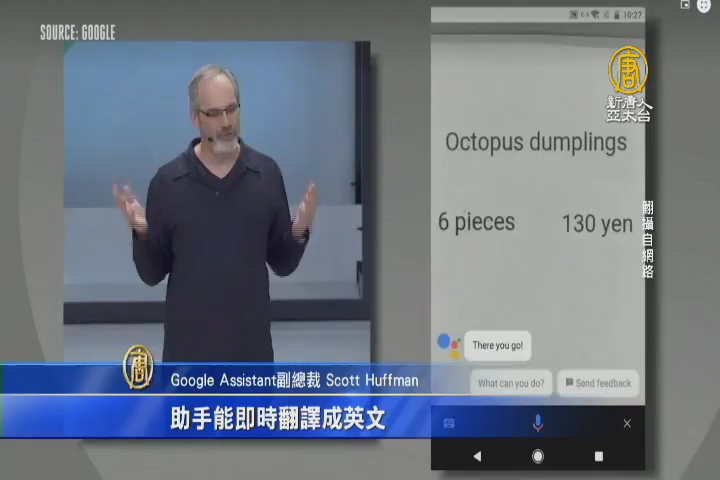 SOURCE: GOOGLE
10:27
唐
新唐人
亞太台
Octopus dumplings
6 pieces
130 yen
翻攝自網路
There you go!
What can you do?
Send feedback
唐
Google Assistant副總裁 Scott Huffman
助手能即時翻譯成英文